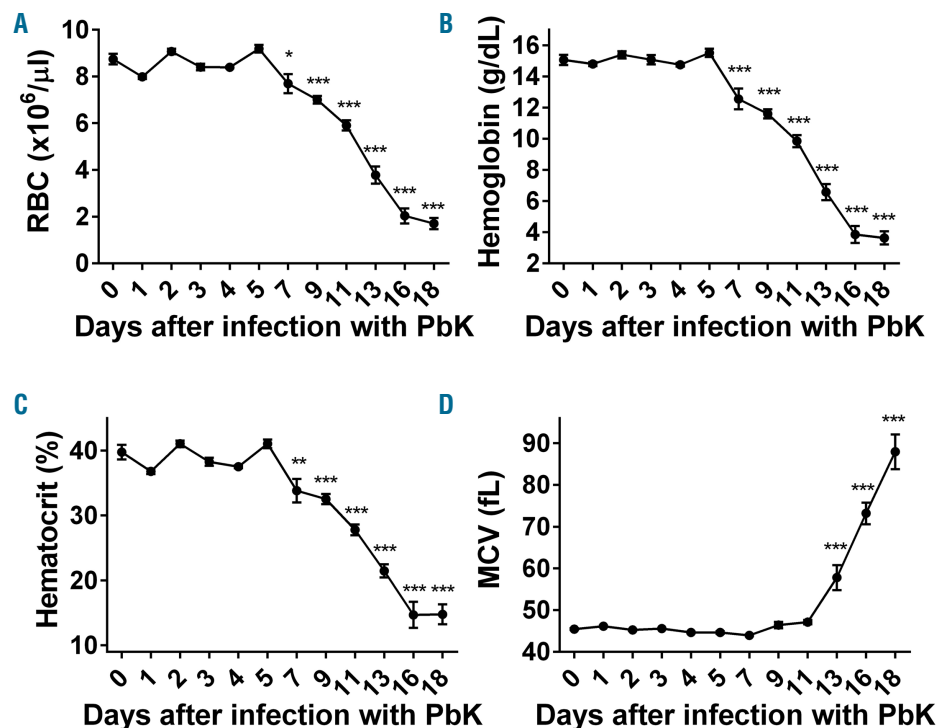 A
RBC (x10⁶/µl)
10
8
6
4
2
0
*
***
***
***
***
***
0 1 2 3 4 5 7 9 11 13 16 18
Days after infection with PbK
B
Hemoglobin (g/dL)
16
14
12
10
8
6
4
2
***
***
***
***
***
***
0 1 2 3 4 5 7 9 11 13 16 18
Days after infection with PbK
C
Hematocrit (%)
40
30
20
10
**
***
***
***
*** ***
0 1 2 3 4 5 7 9 11 13 16 18
Days after infection with PbK
D
MCV (fL)
90
80
70
60
50
40
***
***
***
0 1 2 3 4 5 7 9 11 13 16 18
Days after infection with PbK